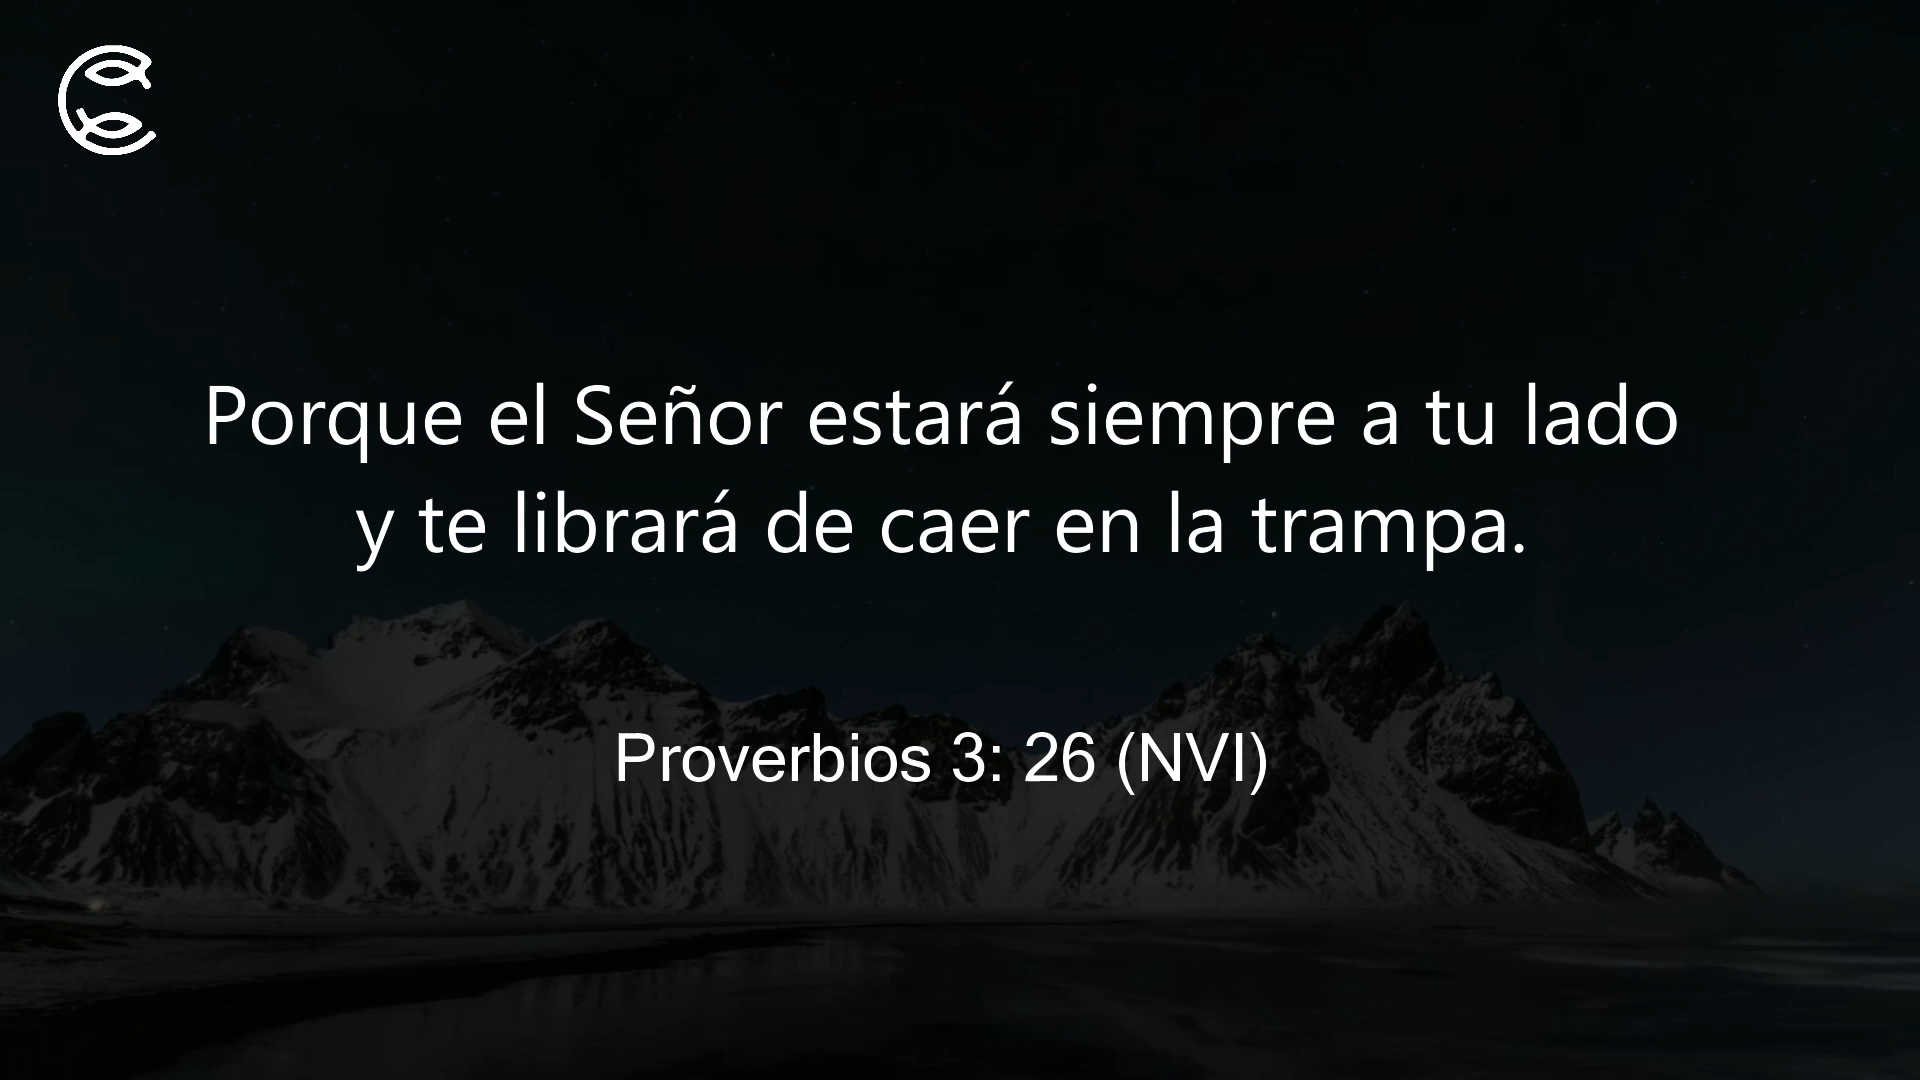 Porque el Señor estará siempre a tu lado
y te librará de caer en la trampa.
Proverbios 3: 26 (NVI)